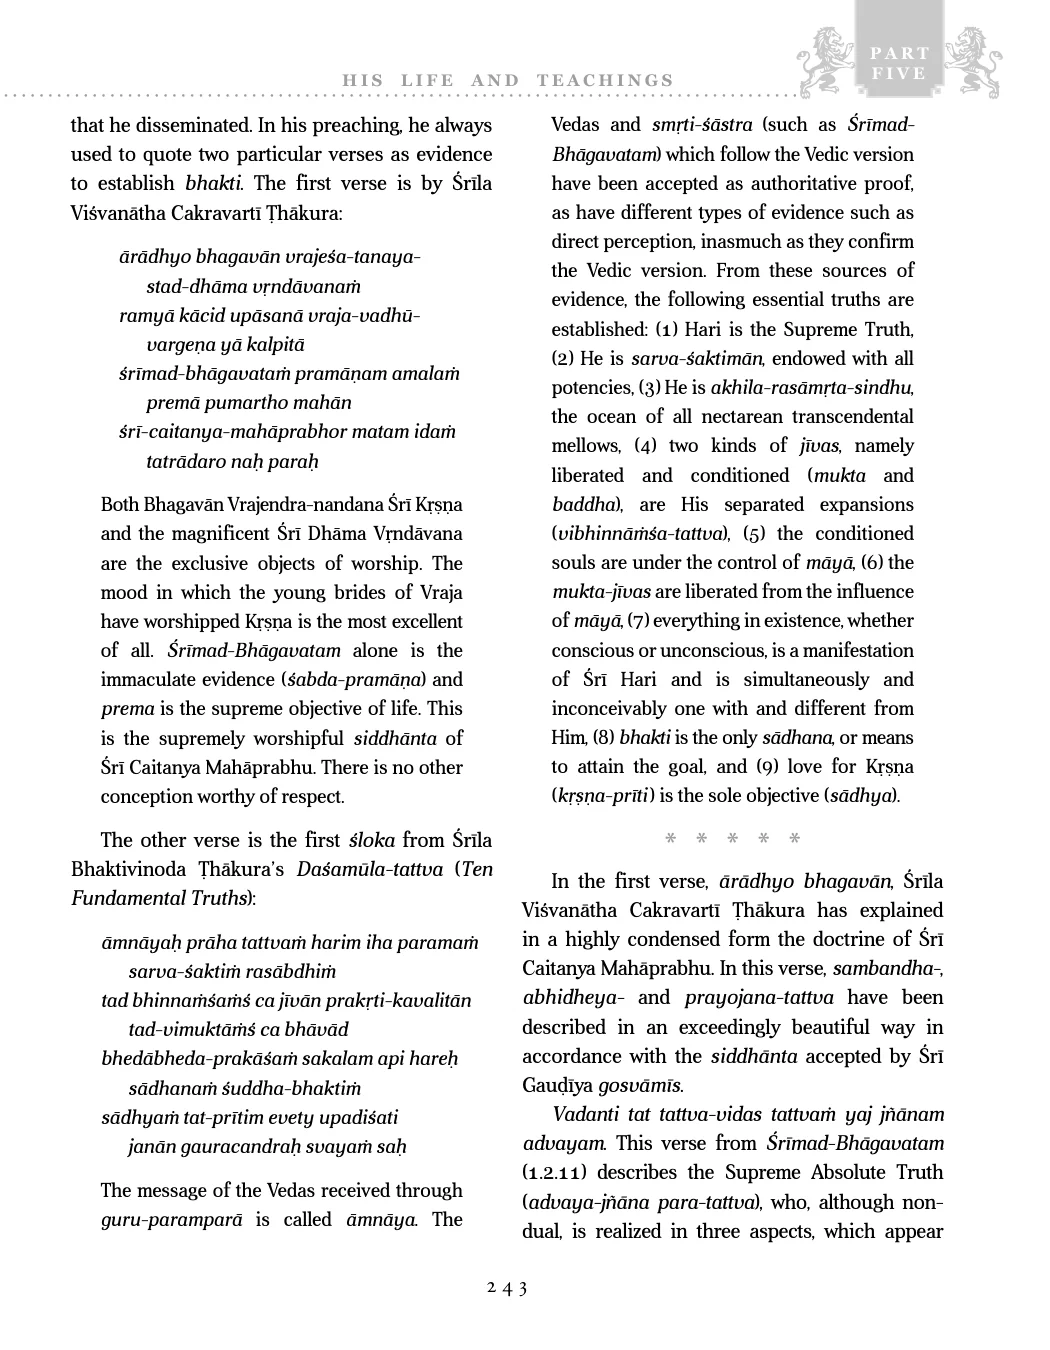 PART
FIVE
HIS LIFE AND TEACHINGS
that he disseminated. In his preaching, he always
used to quote two particular verses as evidence
to establish bhakti. The first verse is by Śrīla
Viśvanātha Cakravartī Ṭhākura:
ārādhyo bhagavān vrajeśa-tanaya-
stad-dhāma vṛndāvanaṁ
ramyā kācid upāsanā vraja-vadhū-
vargeṇa yā kalpitā
śrīmad-bhāgavataṁ pramāṇam amalaṁ
premā pumartho mahān
śrī-caitanya-mahāprabhor matam idaṁ
tatrādaro naḥ paraḥ
Both Bhagavān Vrajendra-nandana Śrī Kṛṣṇa
and the magnificent Śrī Dhāma Vṛndāvana
are the exclusive objects of worship. The
mood in which the young brides of Vraja
have worshipped Kṛṣṇa is the most excellent
of all. Śrīmad-Bhāgavatam alone is the
immaculate evidence (śabda-pramāṇa) and
prema is the supreme objective of life. This
is the supremely worshipful siddhānta of
Śrī Caitanya Mahāprabhu. There is no other
conception worthy of respect.
The other verse is the first śloka from Śrīla
Bhaktivinoda Ṭhākura’s Daśamūla-tattva (Ten
Fundamental Truths):
āmnāyaḥ prāha tattvaṁ harim iha paramaṁ
sarva-śaktiṁ rasābdhiṁ
tad bhinnaṁśaṁś ca jīvān prakṛti-kavalitān
tad-vimuktāṁś ca bhāvād
bhedābheda-prakāśaṁ sakalam api hareḥ
sādhanaṁ śuddha-bhaktiṁ
sādhyaṁ tat-prītim evety upadiśati
janān gauracandraḥ svayaṁ saḥ
The message of the Vedas received through
guru-paramparā is called āmnāya. The
Vedas and smṛti-śāstra (such as Śrīmad-
Bhāgavatam) which follow the Vedic version
have been accepted as authoritative proof,
as have different types of evidence such as
direct perception, inasmuch as they confirm
the Vedic version. From these sources of
evidence, the following essential truths are
established: (1) Hari is the Supreme Truth,
(2) He is sarva-śaktimān, endowed with all
potencies, (3) He is akhila-rasāmṛta-sindhu,
the ocean of all nectarean transcendental
mellows, (4) two kinds of jīvas, namely
liberated and conditioned (mukta and
baddha), are His separated expansions
(vibhinnāṁśa-tattva), (5) the conditioned
souls are under the control of māyā, (6) the
mukta-jīvas are liberated from the influence
of māyā, (7) everything in existence, whether
conscious or unconscious, is a manifestation
of Śrī Hari and is simultaneously and
inconceivably one with and different from
Him, (8) bhakti is the only sādhana, or means
to attain the goal, and (9) love for Kṛṣṇa
(kṛṣṇa-prīti) is the sole objective (sādhya).
* * * * *
In the first verse, ārādhyo bhagavān, Śrīla
Viśvanātha Cakravartī Ṭhākura has explained
in a highly condensed form the doctrine of Śrī
Caitanya Mahāprabhu. In this verse, sambandha-,
abhidheya- and prayojana-tattva have been
described in an exceedingly beautiful way in
accordance with the siddhānta accepted by Śrī
Gauḍīya gosvāmīs.
Vadanti tat tattva-vidas tattvaṁ yaj jñānam
advayam. This verse from Śrīmad-Bhāgavatam
(1.2.11) describes the Supreme Absolute Truth
(advaya-jñāna para-tattva), who, although non-
dual, is realized in three aspects, which appear
243